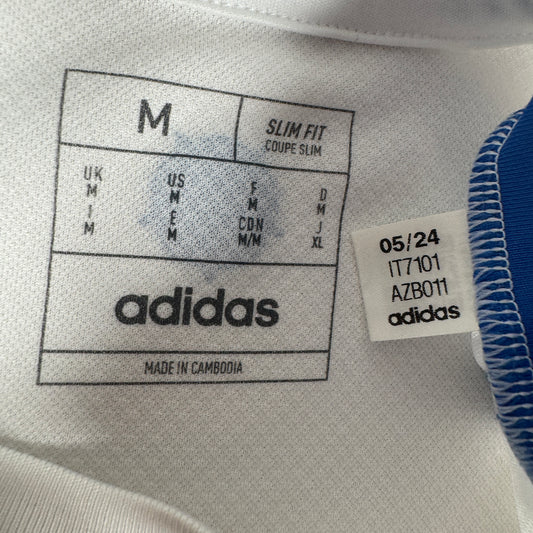 M
SLIM FIT
COUPE SLIM
UK US F D
M M M M
I E CDN J
M M M/M XL
adidas
MADE IN CAMBODIA
05/24
IT7101
AZB011
adidas